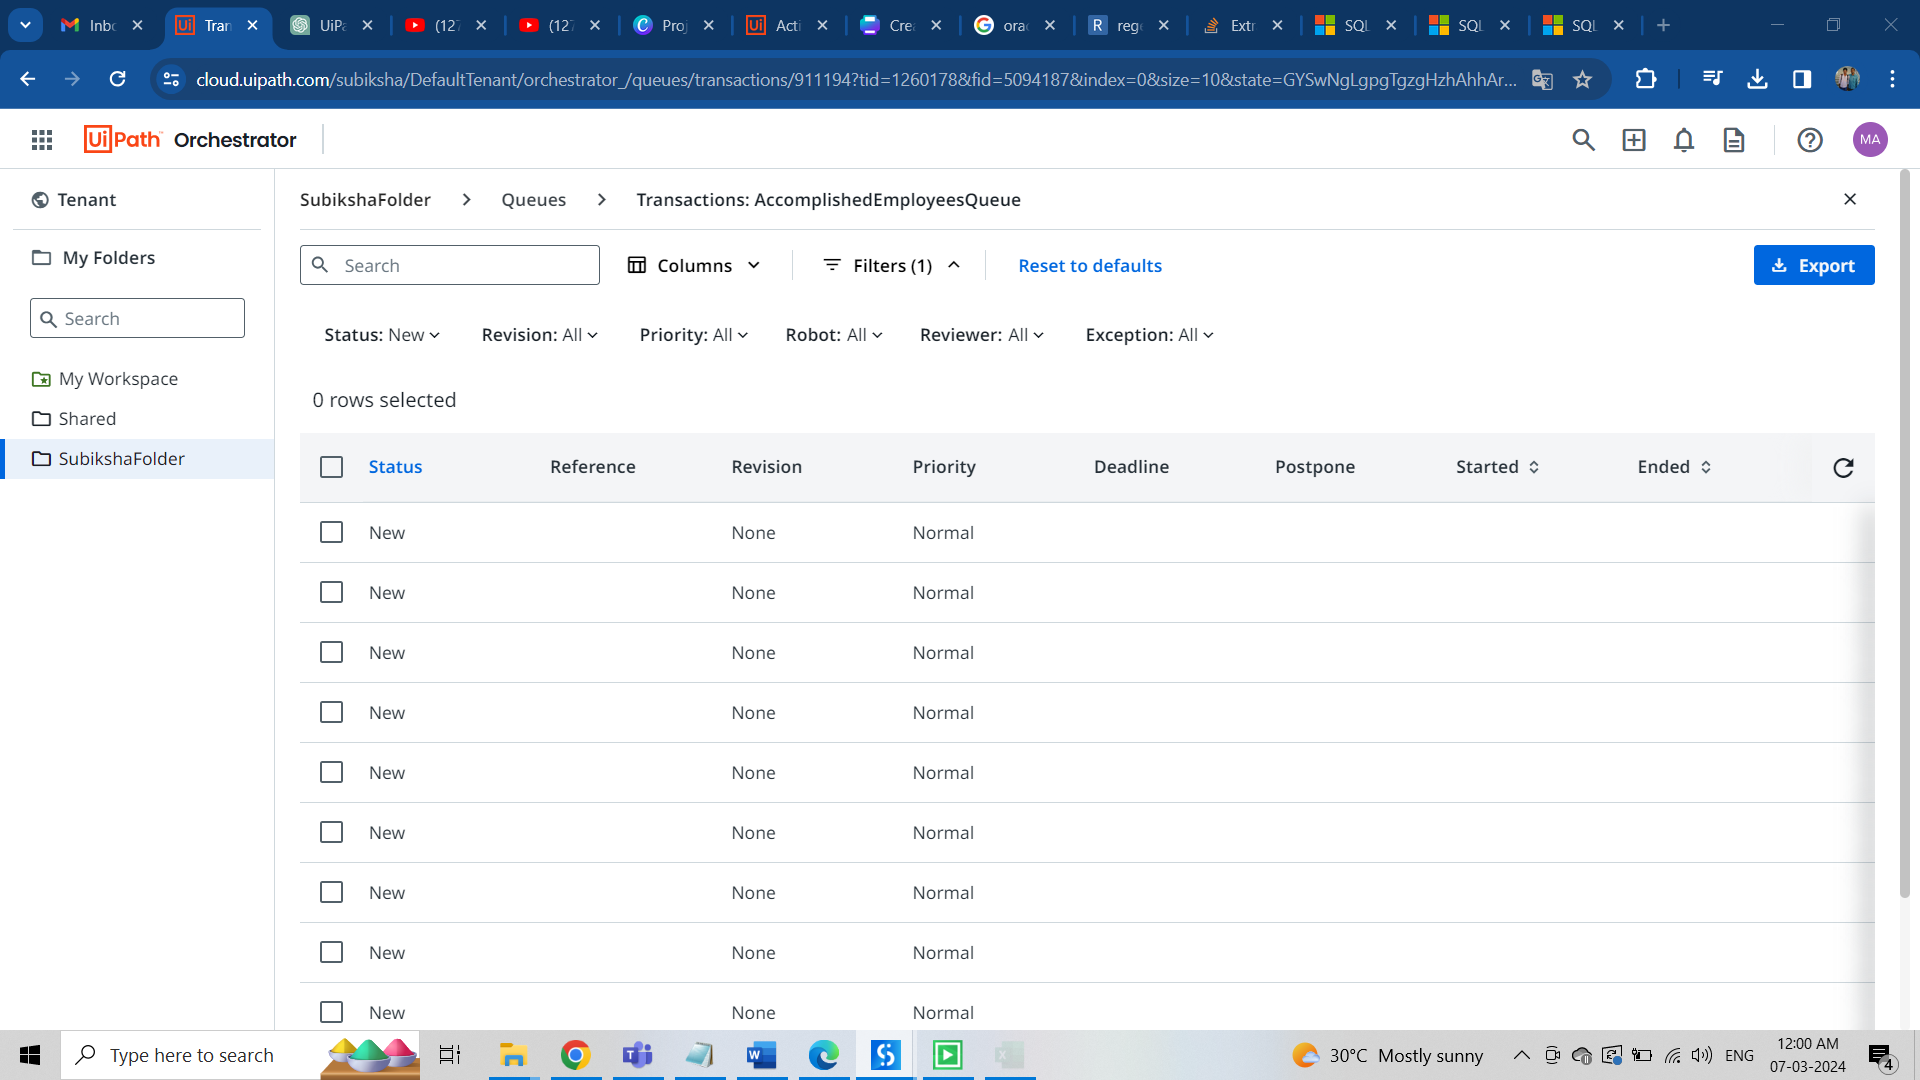 Inbc Tran UiPa (127 (127 Proj Acti Crea orac rege Extr SQL SQL SQL
cloud.uipath.com/subiksha/DefaultTenant/orchestrator_/queues/transactions/911194?tid=1260178&fid=5094187&index=0&size=10&state=GYSwNgLgpgTgzgHzhAhhAr...
UiPath Orchestrator MA
Tenant
SubikshaFolder Queues Transactions: AccomplishedEmployeesQueue
My Folders
Search Columns Filters (1) Reset to defaults Export
Search
Status: New Revision: All Priority: All Robot: All Reviewer: All Exception: All
My Workspace
Shared
SubikshaFolder
0 rows selected
Status Reference Revision Priority Deadline Postpone Started Ended
New None Normal
New None Normal
New None Normal
New None Normal
New None Normal
New None Normal
New None Normal
New None Normal
New None Normal
Type here to search 30°C Mostly sunny ENG 12:00 AM
07-03-2024 4